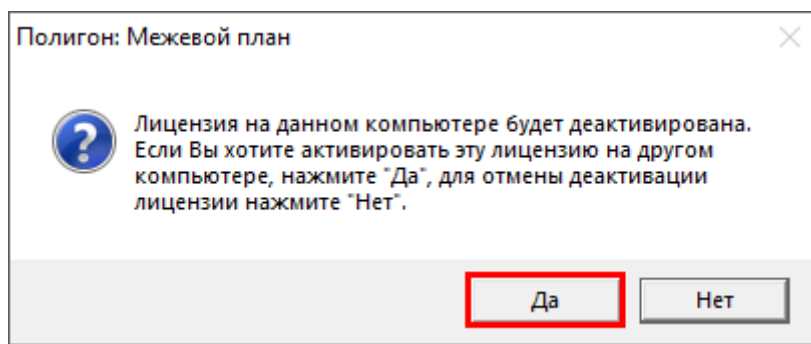 Полигон: Межевой план
Лицензия на данном компьютере будет деактивирована.
Если Вы хотите активировать эту лицензию на другом
компьютере, нажмите "Да", для отмены деактивации
лицензии нажмите "Нет".
Да
Нет